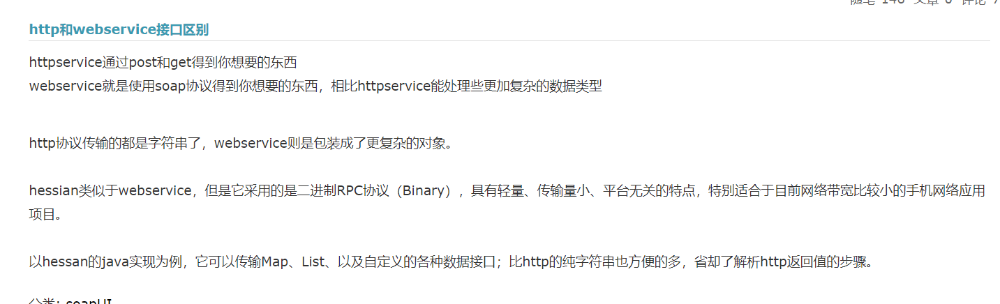 http和webservice接口区别
httpservice通过post和get得到你想要的东西
webservice就是使用soap协议得到你想要的东西，相比httpservice能处理些更加复杂的数据类型
http协议传输的都是字符串了，webservice则是包装成了更复杂的对象。
hessian类似于webservice，但是它采用的是二进制RPC协议（Binary），具有轻量、传输量小、平台无关的特点，特别适合于目前网络带宽比较小的手机网络应用
项目。
以hessan的java实现为例，它可以传输Map、List、以及自定义的各种数据接口；比http的纯字符串也方便的多，省却了解析http返回值的步骤。
分类: soapUI